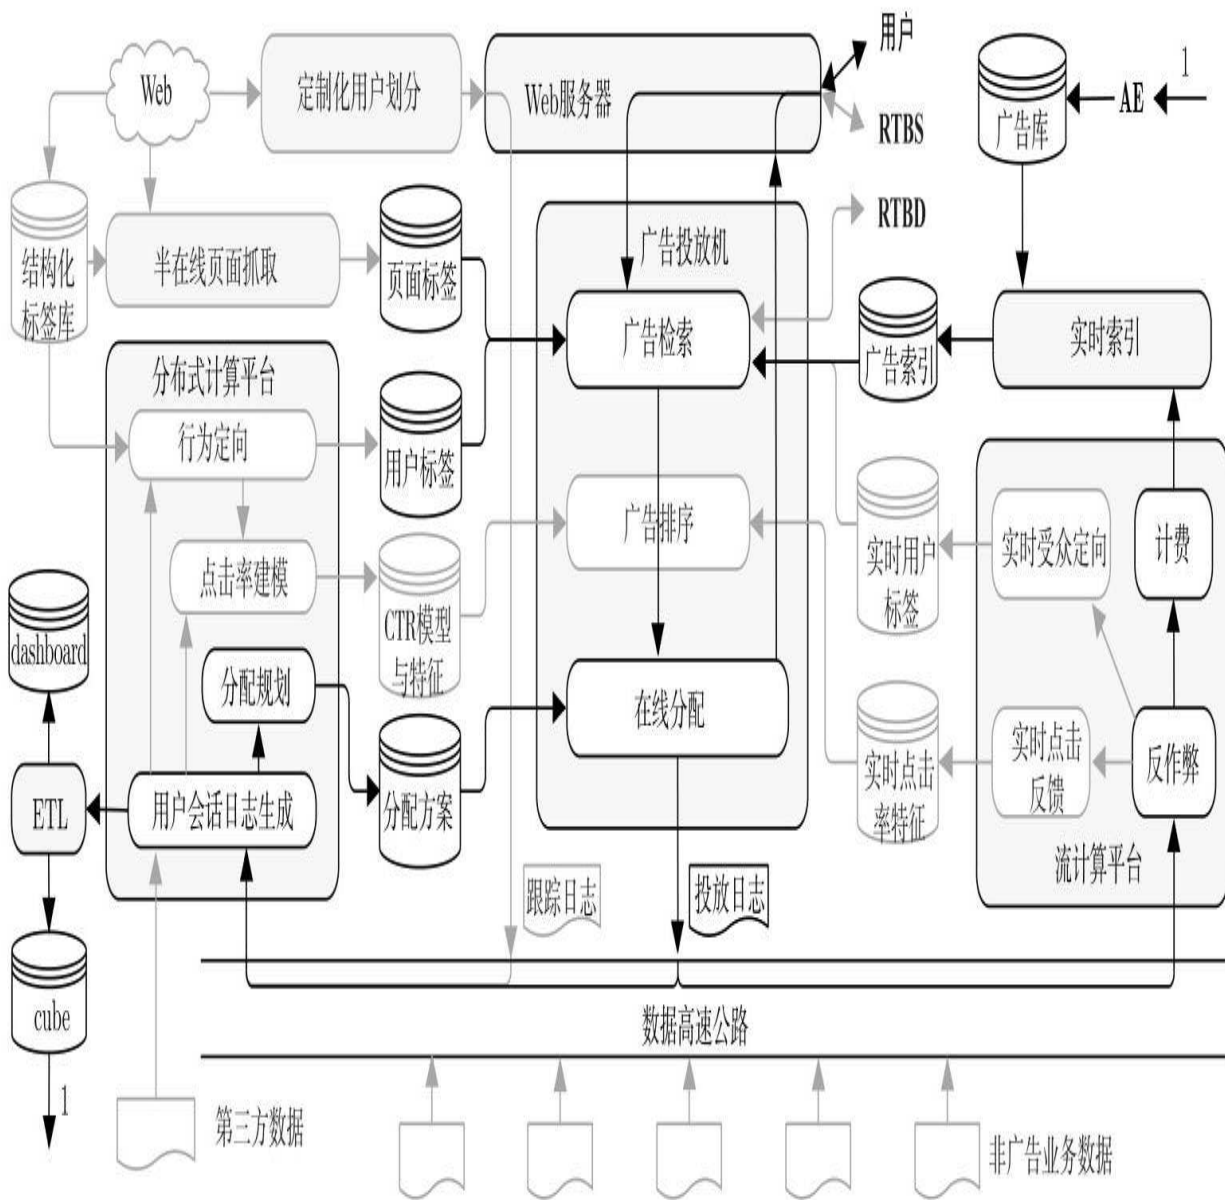 用户
Web
定制化用户划分
Web服务器
1
AE
广告库
RTBS
RTBD
结构化
标签库
半在线页面抓取
页面标签
广告投放机
广告检索
广告索引
实时索引
分布式计算平台
行为定向
用户标签
广告排序
实时用户
标签
实时受众定向
计费
点击率建模
CTR模型
与特征
dashboard
分配规划
在线分配
实时点击
率特征
实时点击
反馈
反作弊
ETL
用户会话日志生成
分配方案
流计算平台
跟踪日志
投放日志
cube
数据高速公路
1
第三方数据
非广告业务数据